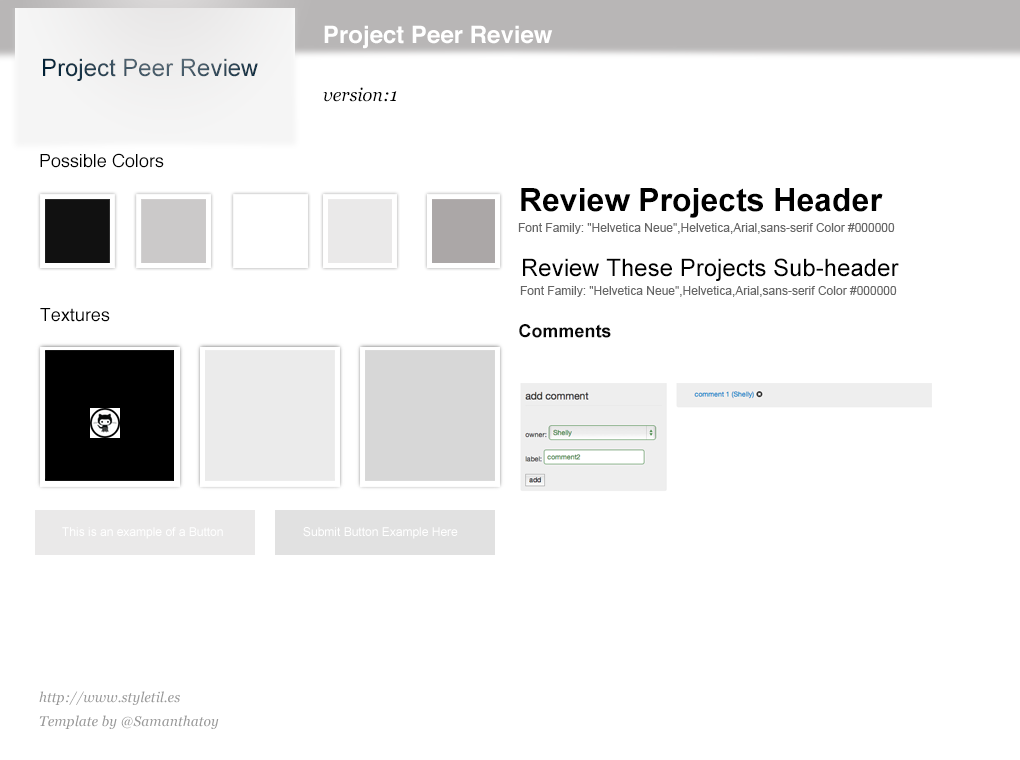 Project Peer Review
Project Peer Review
version:1
Possible Colors
Textures
This is an example of a Button
Submit Button Example Here
Review Projects Header
Font Family: "Helvetica Neue",Helvetica,Arial,sans-serif Color #000000
Review These Projects Sub-header
Font Family: "Helvetica Neue",Helvetica,Arial,sans-serif Color #000000
Comments
add comment
owner: Shelly
label: comment2
add
comment 1 (Shelly)
http://www.styletil.es
Template by @Samanthatoy